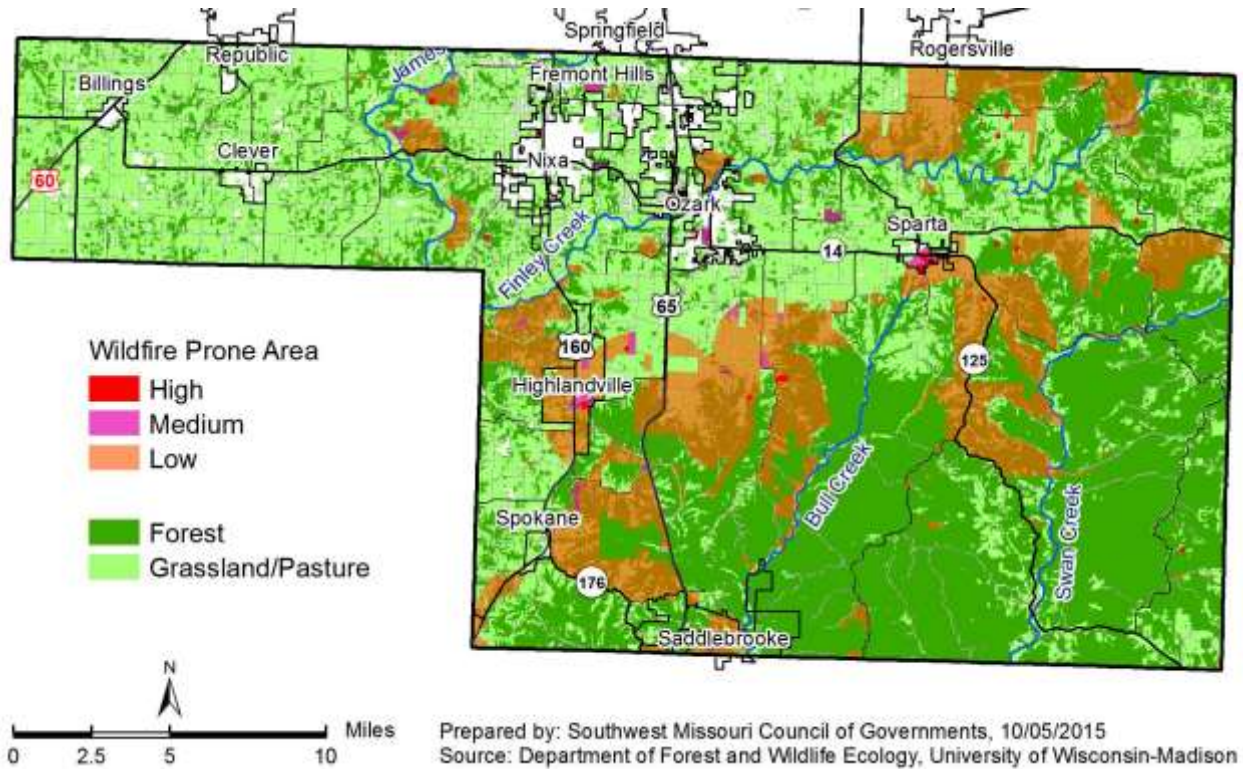 Springfield
Republic
Rogersville
James
Billings
Fremont Hills
Clever
Nixa
60
Ozark
Sparta
Finley Creek
14
65
Wildfire Prone Area
High
Medium
Low
Forest
Grassland/Pasture
160
125
Highlandville
Bull Creek
Spokane
Swan Creek
176
Saddlebrooke
N
Miles
0 2.5 5 10
Prepared by: Southwest Missouri Council of Governments, 10/05/2015
Source: Department of Forest and Wildlife Ecology, University of Wisconsin-Madison